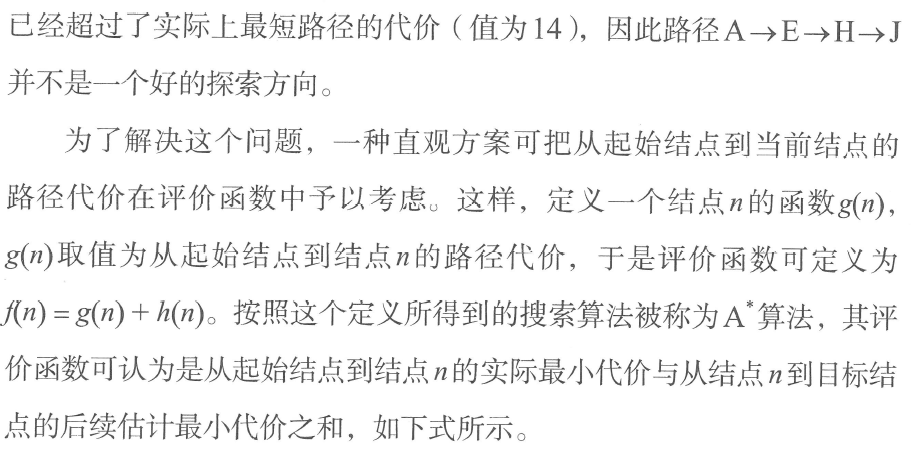 已经超过了实际上最短路径的代价（值为14），因此路径A→E→H→J
并不是一个好的探索方向。
为了解决这个问题，一种直观方案可把从起始结点到当前结点的
路径代价在评价函数中予以考虑。这样，定义一个结点n的函数g(n)，
g(n)取值为从起始结点到结点n的路径代价，于是评价函数可定义为
f(n) = g(n) + h(n)。按照这个定义所得到的搜索算法被称为A*算法，其评
价函数可认为是从起始结点到结点n的实际最小代价与从结点n到目标结
点的后续估计最小代价之和，如下式所示。